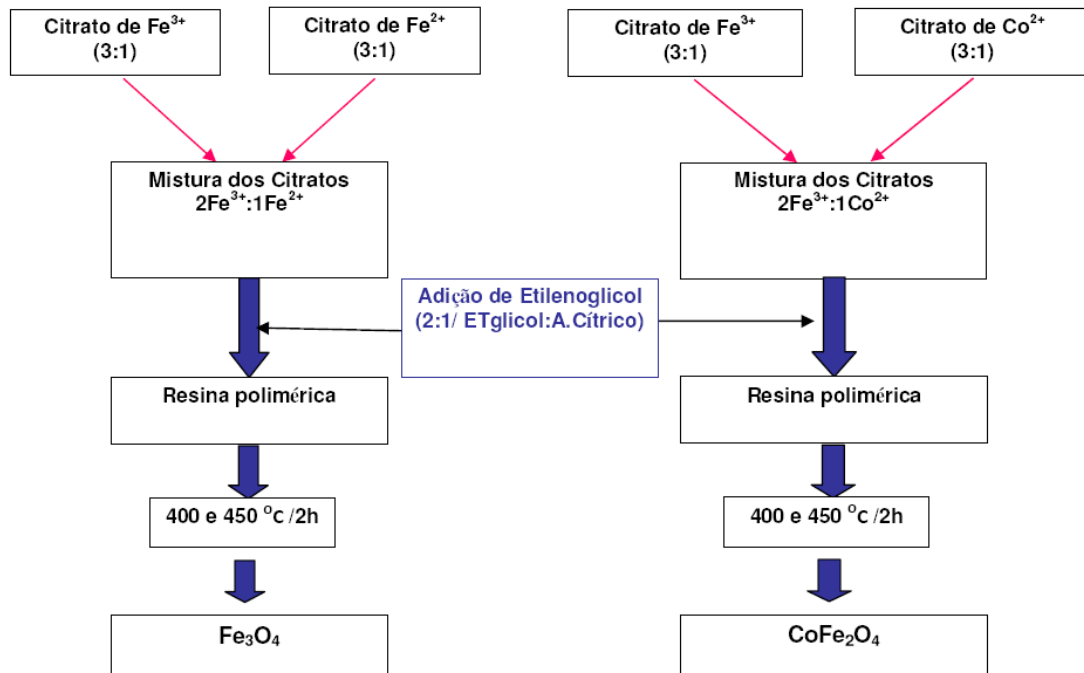 Citrato de Fe³⁺
(3:1)
Citrato de Fe²⁺
(3:1)
Citrato de Fe³⁺
(3:1)
Citrato de Co²⁺
(3:1)
Mistura dos Citratos
2Fe³⁺:1Fe²⁺
Mistura dos Citratos
2Fe³⁺:1Co²⁺
Adição de Etilenoglicol
(2:1/ ETglicol:A.Cítrico)
Resina polimérica
Resina polimérica
400 e 450 ⁰C /2h
400 e 450 ⁰C /2h
Fe₃O₄
CoFe₂O₄